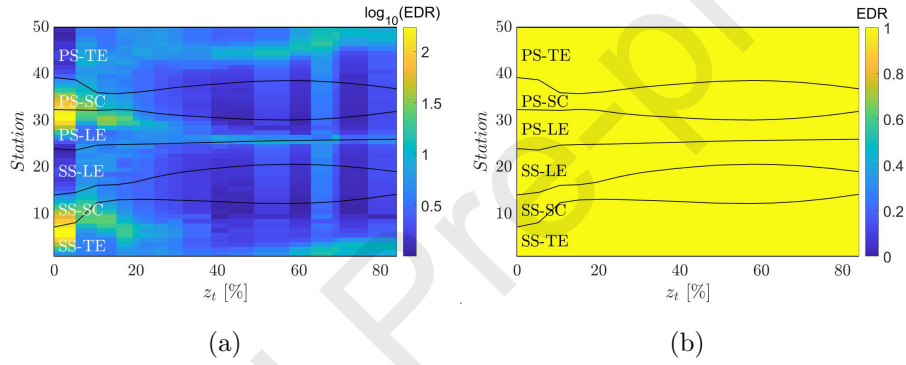 log10(EDR)
50
40
30
20
10
PS-TE
PS-SC
PS-LE
SS-LE
SS-SC
SS-TE
Station
0
20
40
60
80
zt [%]
2
1.5
1
0.5
(a)
EDR
50
40
30
20
10
PS-TE
PS-SC
PS-LE
SS-LE
SS-SC
SS-TE
Station
0
20
40
60
80
zt [%]
1
0.8
0.6
0.4
0.2
0
(b)
Pre-p